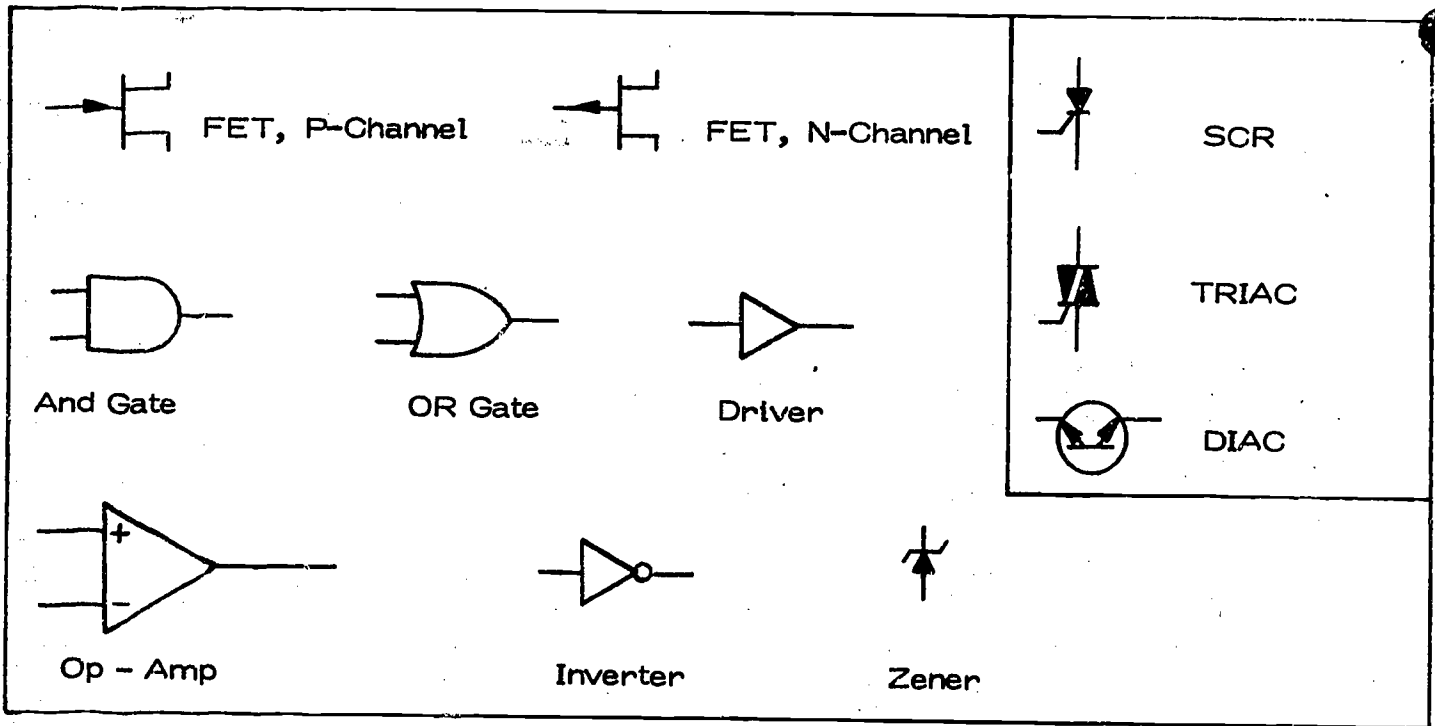 FET, P-Channel
FET, N-Channel
SCR
TRIAC
And Gate
OR Gate
Driver
DIAC
+
-
Op - Amp
Inverter
Zener